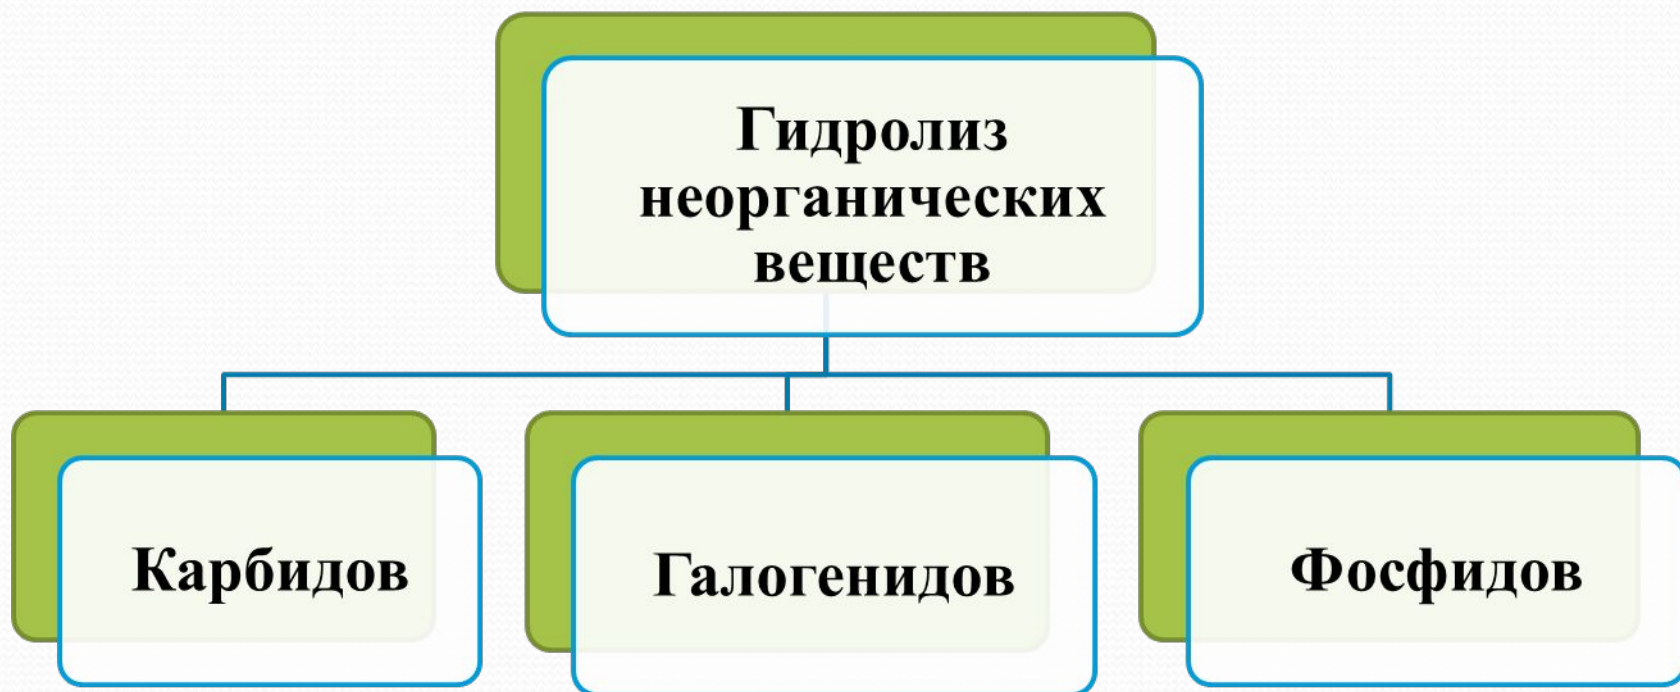 Гидролиз
неорганических
веществ
Карбидов
Галогенидов
Фосфидов